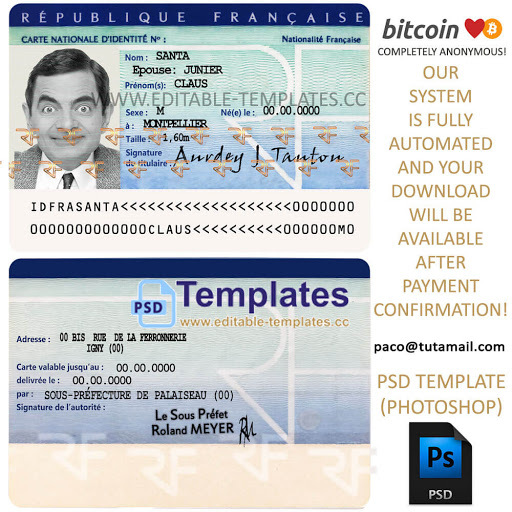 RÉPUBLIQUE FRANÇAISE
CARTE NATIONALE D'IDENTITÉ Nº :
Nationalité Française
Nom : SANTA
Epouse: JUNIER
Prénom(s): CLAUS
WWW.EDITABLE-TEMPLATES.CC
Sexe : M
Né(e) le : 00.00.0000
à : MONTPELLIER
Taille : 1,60m
Signature
du titulaire :
IDFRASANTA<<<<<<<<<<<<<<<<<<<<0000000
0000000000000CLAUS<<<<<<<<<<000000M0
PSD
Templates
www.editable-templates.cc
Adresse : 00 BIS RUE DE LA FERRONNERIE
IGNY (00)
Carte valable jusqu'au : 00.00.0000
délivrée le : 00.00.0000
par : SOUS-PRÉFECTURE DE PALAISEAU (00)
Signature de l'autorité :
Le Sous Préfet
Roland MEYER
RF
bitcoin
COMPLETELY ANONYMOUS!
OUR
SYSTEM
IS FULLY
AUTOMATED
AND YOUR
DOWNLOAD
WILL BE
AVAILABLE
AFTER
PAYMENT
CONFIRMATION!
paco@tutamail.com
PSD TEMPLATE
(PHOTOSHOP)
Ps
PSD